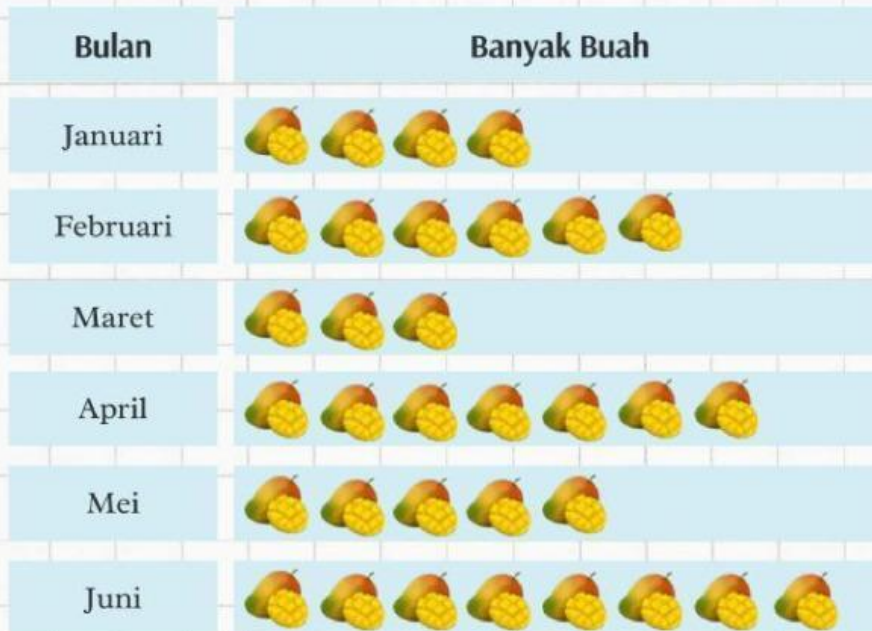 Bulan
Banyak Buah
Januari
Februari
Maret
April
Mei
Juni